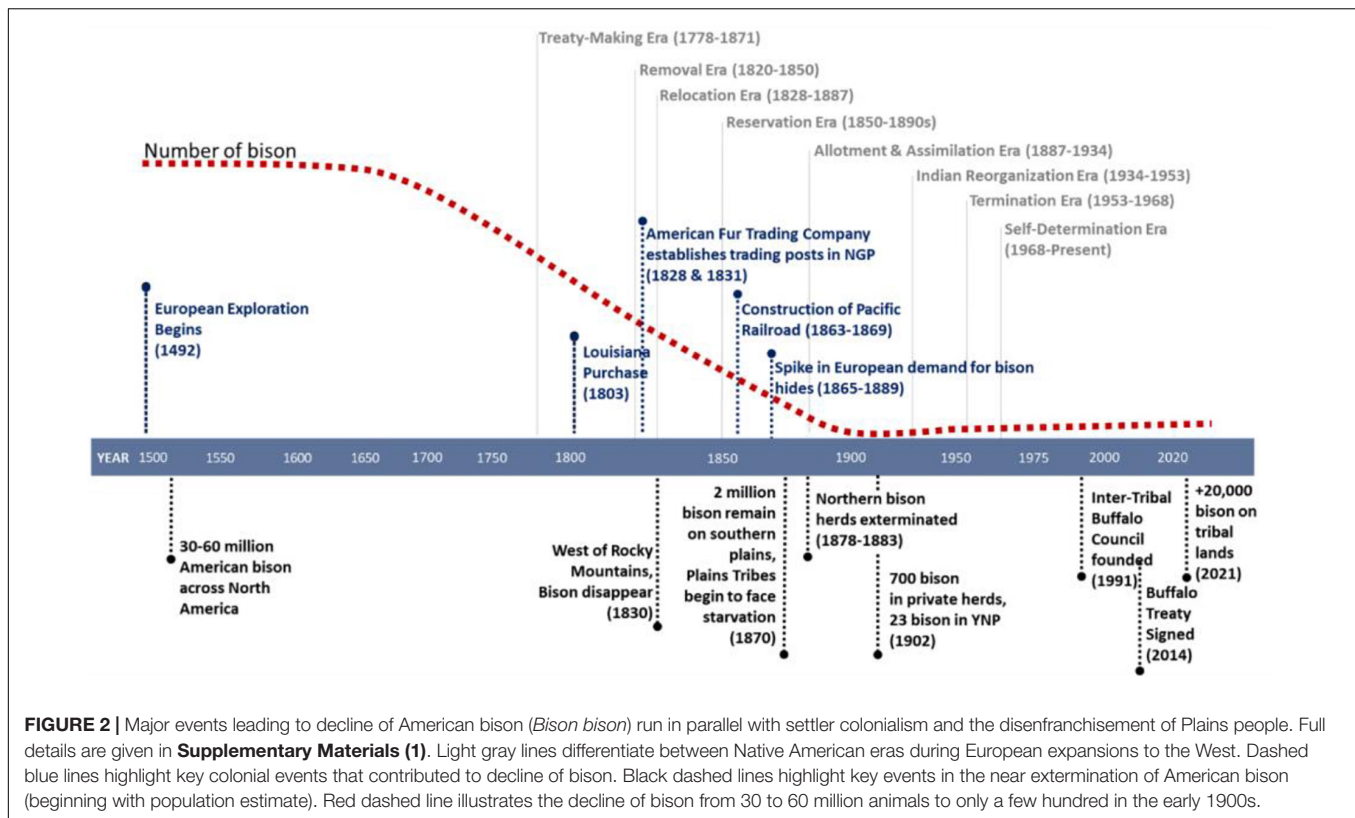 Treaty-Making Era (1778-1871)
Removal Era (1820-1850)
Relocation Era (1828-1887)
Reservation Era (1850-1890s)
Allotment & Assimilation Era (1887-1934)
Indian Reorganization Era (1934-1953)
Termination Era (1953-1968)
Self-Determination Era
(1968-Present)
Number of bison
American Fur Trading Company
establishes trading posts in NGP
(1828 & 1831)
European Exploration
Begins
(1492)
Construction of Pacific
Railroad (1863-1869)
Louisiana
Purchase
(1803)
Spike in European demand for bison
hides (1865-1889)
YEAR 1500 1550 1600 1650 1700 1750 1800 1850 1900 1950 1975 2000 2020
30-60 million
American bison
across North
America
West of Rocky
Mountains,
Bison disappear
(1830)
2 million
bison remain
on southern
plains,
Plains Tribes
begin to face
starvation
(1870)
Northern bison
herds exterminated
(1878-1883)
700 bison
in private herds,
23 bison in YNP
(1902)
Inter-Tribal
Buffalo
Council
founded
(1991)
Buffalo
Treaty
Signed
(2014)
+20,000
bison on
tribal
lands
(2021)
FIGURE 2 | Major events leading to decline of American bison (Bison bison) run in parallel with settler colonialism and the disenfranchisement of Plains people. Full
details are given in Supplementary Materials (1). Light gray lines differentiate between Native American eras during European expansions to the West. Dashed
blue lines highlight key colonial events that contributed to decline of bison. Black dashed lines highlight key events in the near extermination of American bison
(beginning with population estimate). Red dashed line illustrates the decline of bison from 30 to 60 million animals to only a few hundred in the early 1900s.